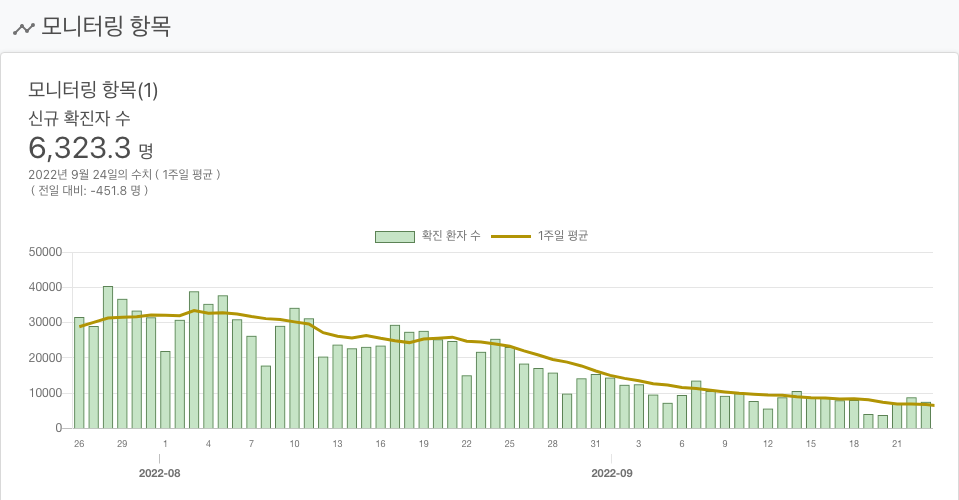 모니터링 항목
모니터링 항목(1)
신규 확진자 수
6,323.3 명
2022년 9월 24일의 수치 ( 1주일 평균 )
( 전일 대비: -451.8 명 )
확진 환자 수 1주일 평균
50000
40000
30000
20000
10000
0
26 29 1 4 7 10 13 16 19 22 25 28 31 3 6 9 12 15 18 21
2022-08 2022-09